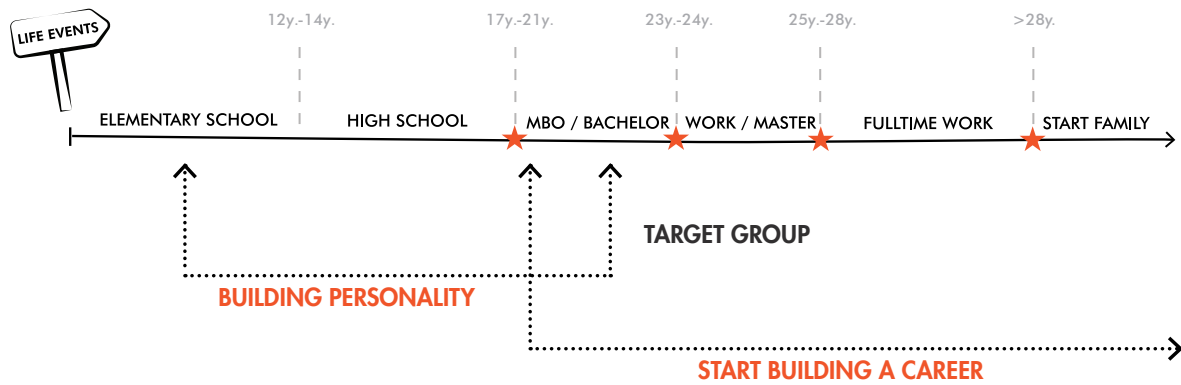 LIFE EVENTS
12y.-14y.
17y.-21y.
23y.-24y.
25y.-28y.
>28y.
ELEMENTARY SCHOOL
HIGH SCHOOL
MBO / BACHELOR
WORK / MASTER
FULLTIME WORK
START FAMILY
TARGET GROUP
BUILDING PERSONALITY
START BUILDING A CAREER